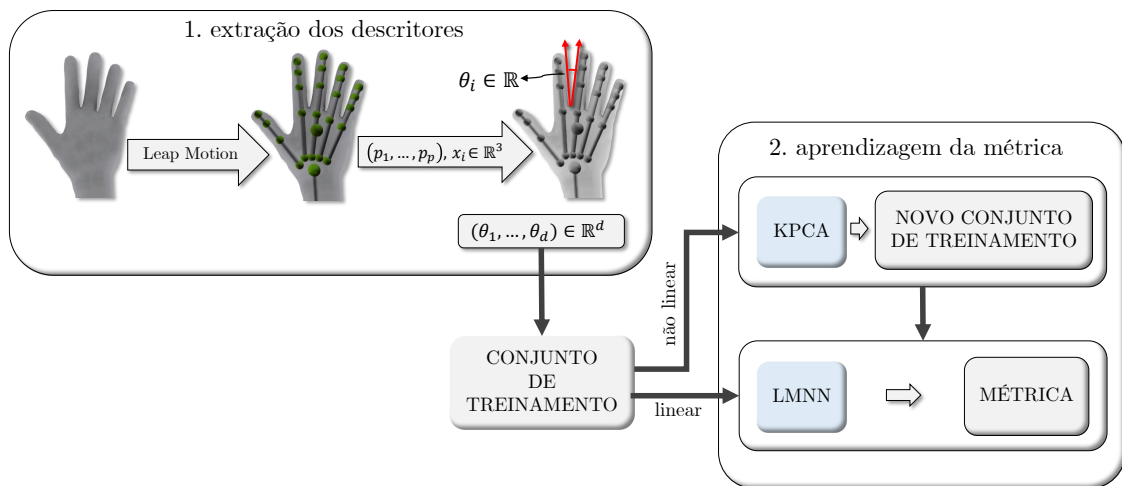 1. extração dos descritores
θ_i ∈ ℝ
Leap Motion
(p_1, …, p_p), x_i ∈ ℝ^3
(θ_1, …, θ_d) ∈ ℝ^d
CONJUNTO
DE
TREINAMENTO
não linear
linear
2. aprendizagem da métrica
KPCA
NOVO CONJUNTO
DE TREINAMENTO
LMNN
MÉTRICA